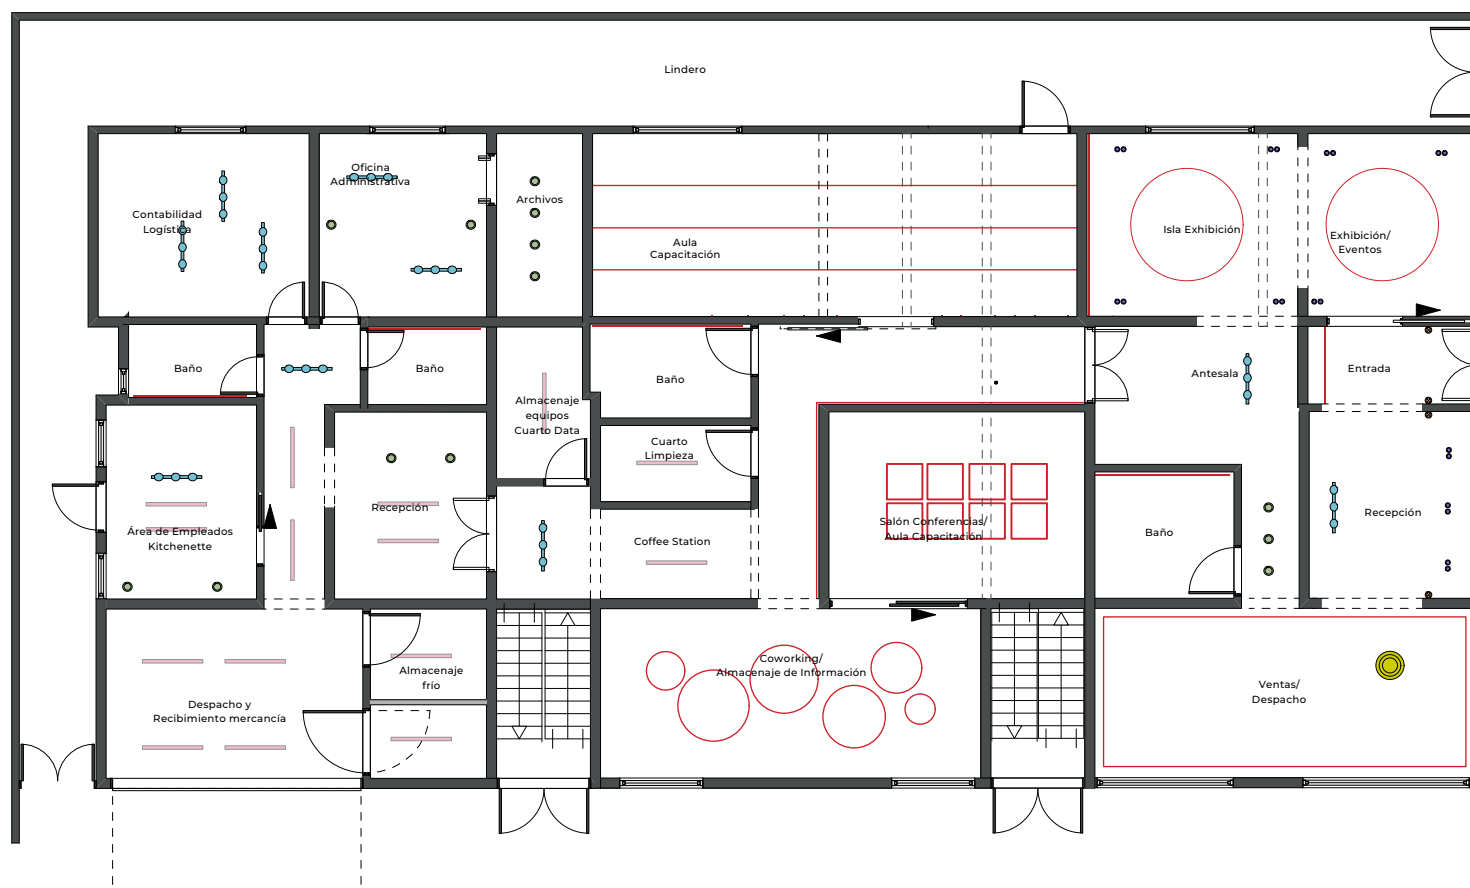 Lindero
Contabilidad
Logística
Oficina
Administrativa
Archivos
Aula
Capacitación
Isla Exhibición
Exhibición/
Eventos
Baño
Baño
Almacenaje
equipos
Cuarto Data
Baño
Cuarto
Limpieza
Antesala
Entrada
Área de Empleados
Kitchenette
Recepción
Coffee Station
Salón Conferencias/
Aula Capacitación
Baño
Recepción
Despacho y
Recibimiento mercancía
Almacenaje
frío
Coworking/
Almacenaje de Información
Ventas/
Despacho